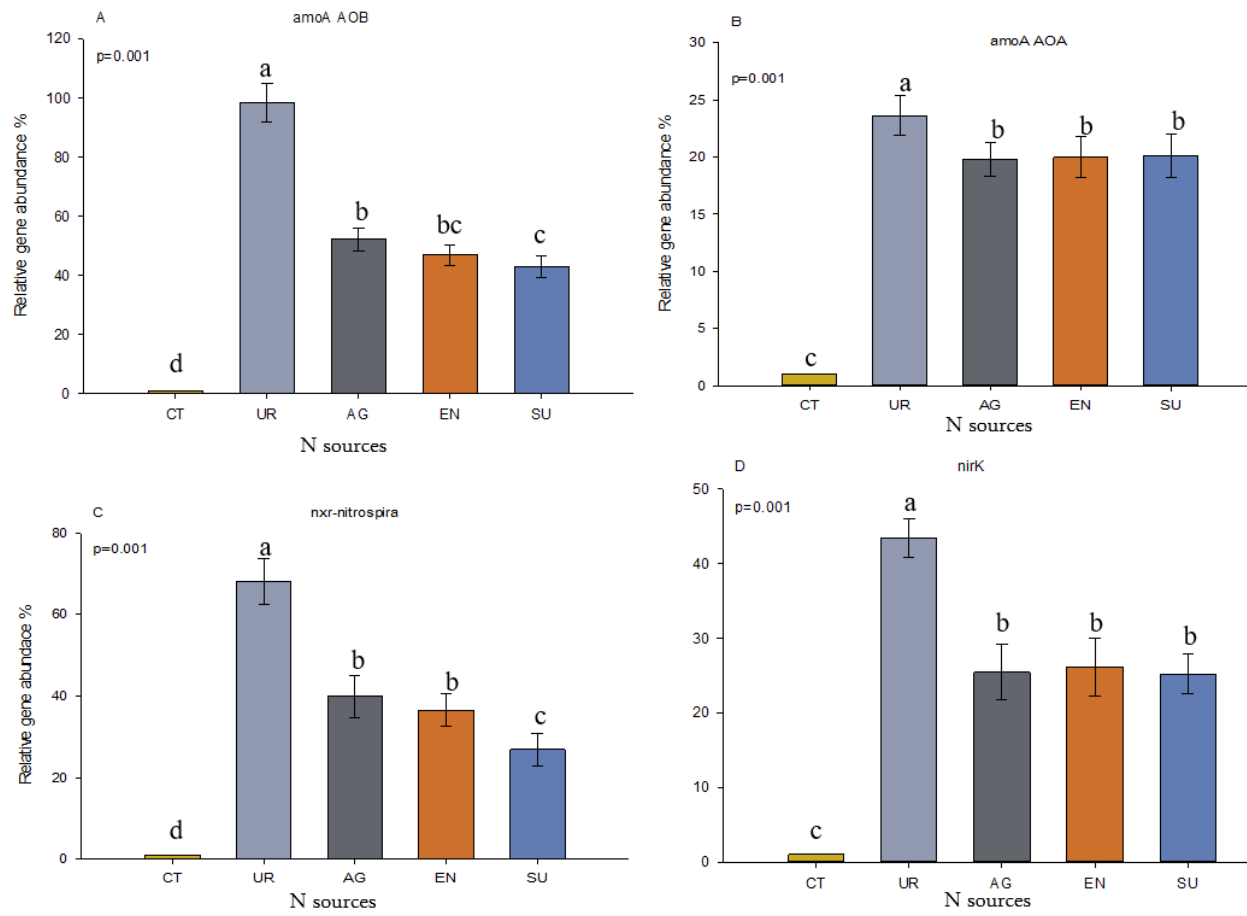 A
amoA AOB
p=0.001
Relative gene abundance %
120
100
80
60
40
20
0
d
a
b
bc
c
CT UR AG EN SU
N sources
B
amoA AOA
p=0.001
Relative gene abundance %
30
25
20
15
10
5
0
c
a
b
b
b
CT UR AG EN SU
N sources
C
nxr-nitrospira
p=0.001
Relative gene abundace %
80
60
40
20
0
d
a
b
b
c
CT UR AG EN SU
N sources
D
nirK
p=0.001
50
40
30
20
10
0
c
a
b
b
b
CT UR AG EN SU
N sources